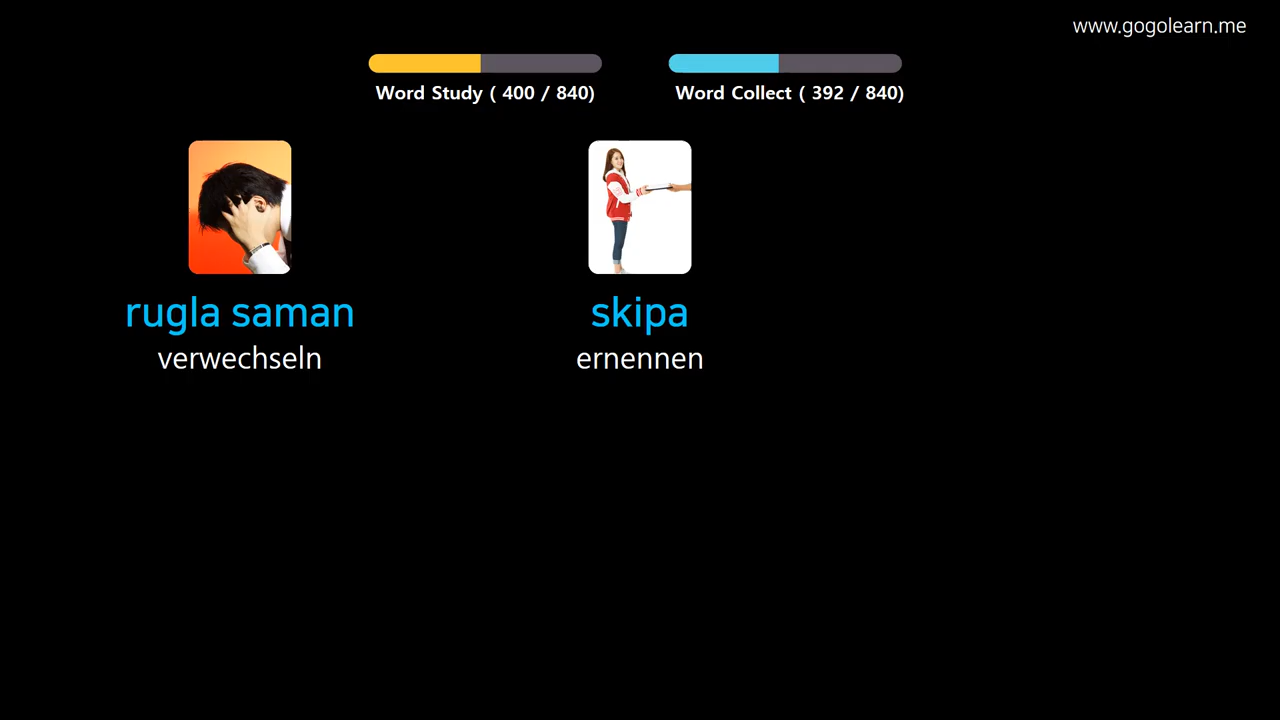 www.gogolearn.me
Word Study ( 400 / 840)
Word Collect ( 392 / 840)
rugla saman
verwechseln
skipa
ernennen